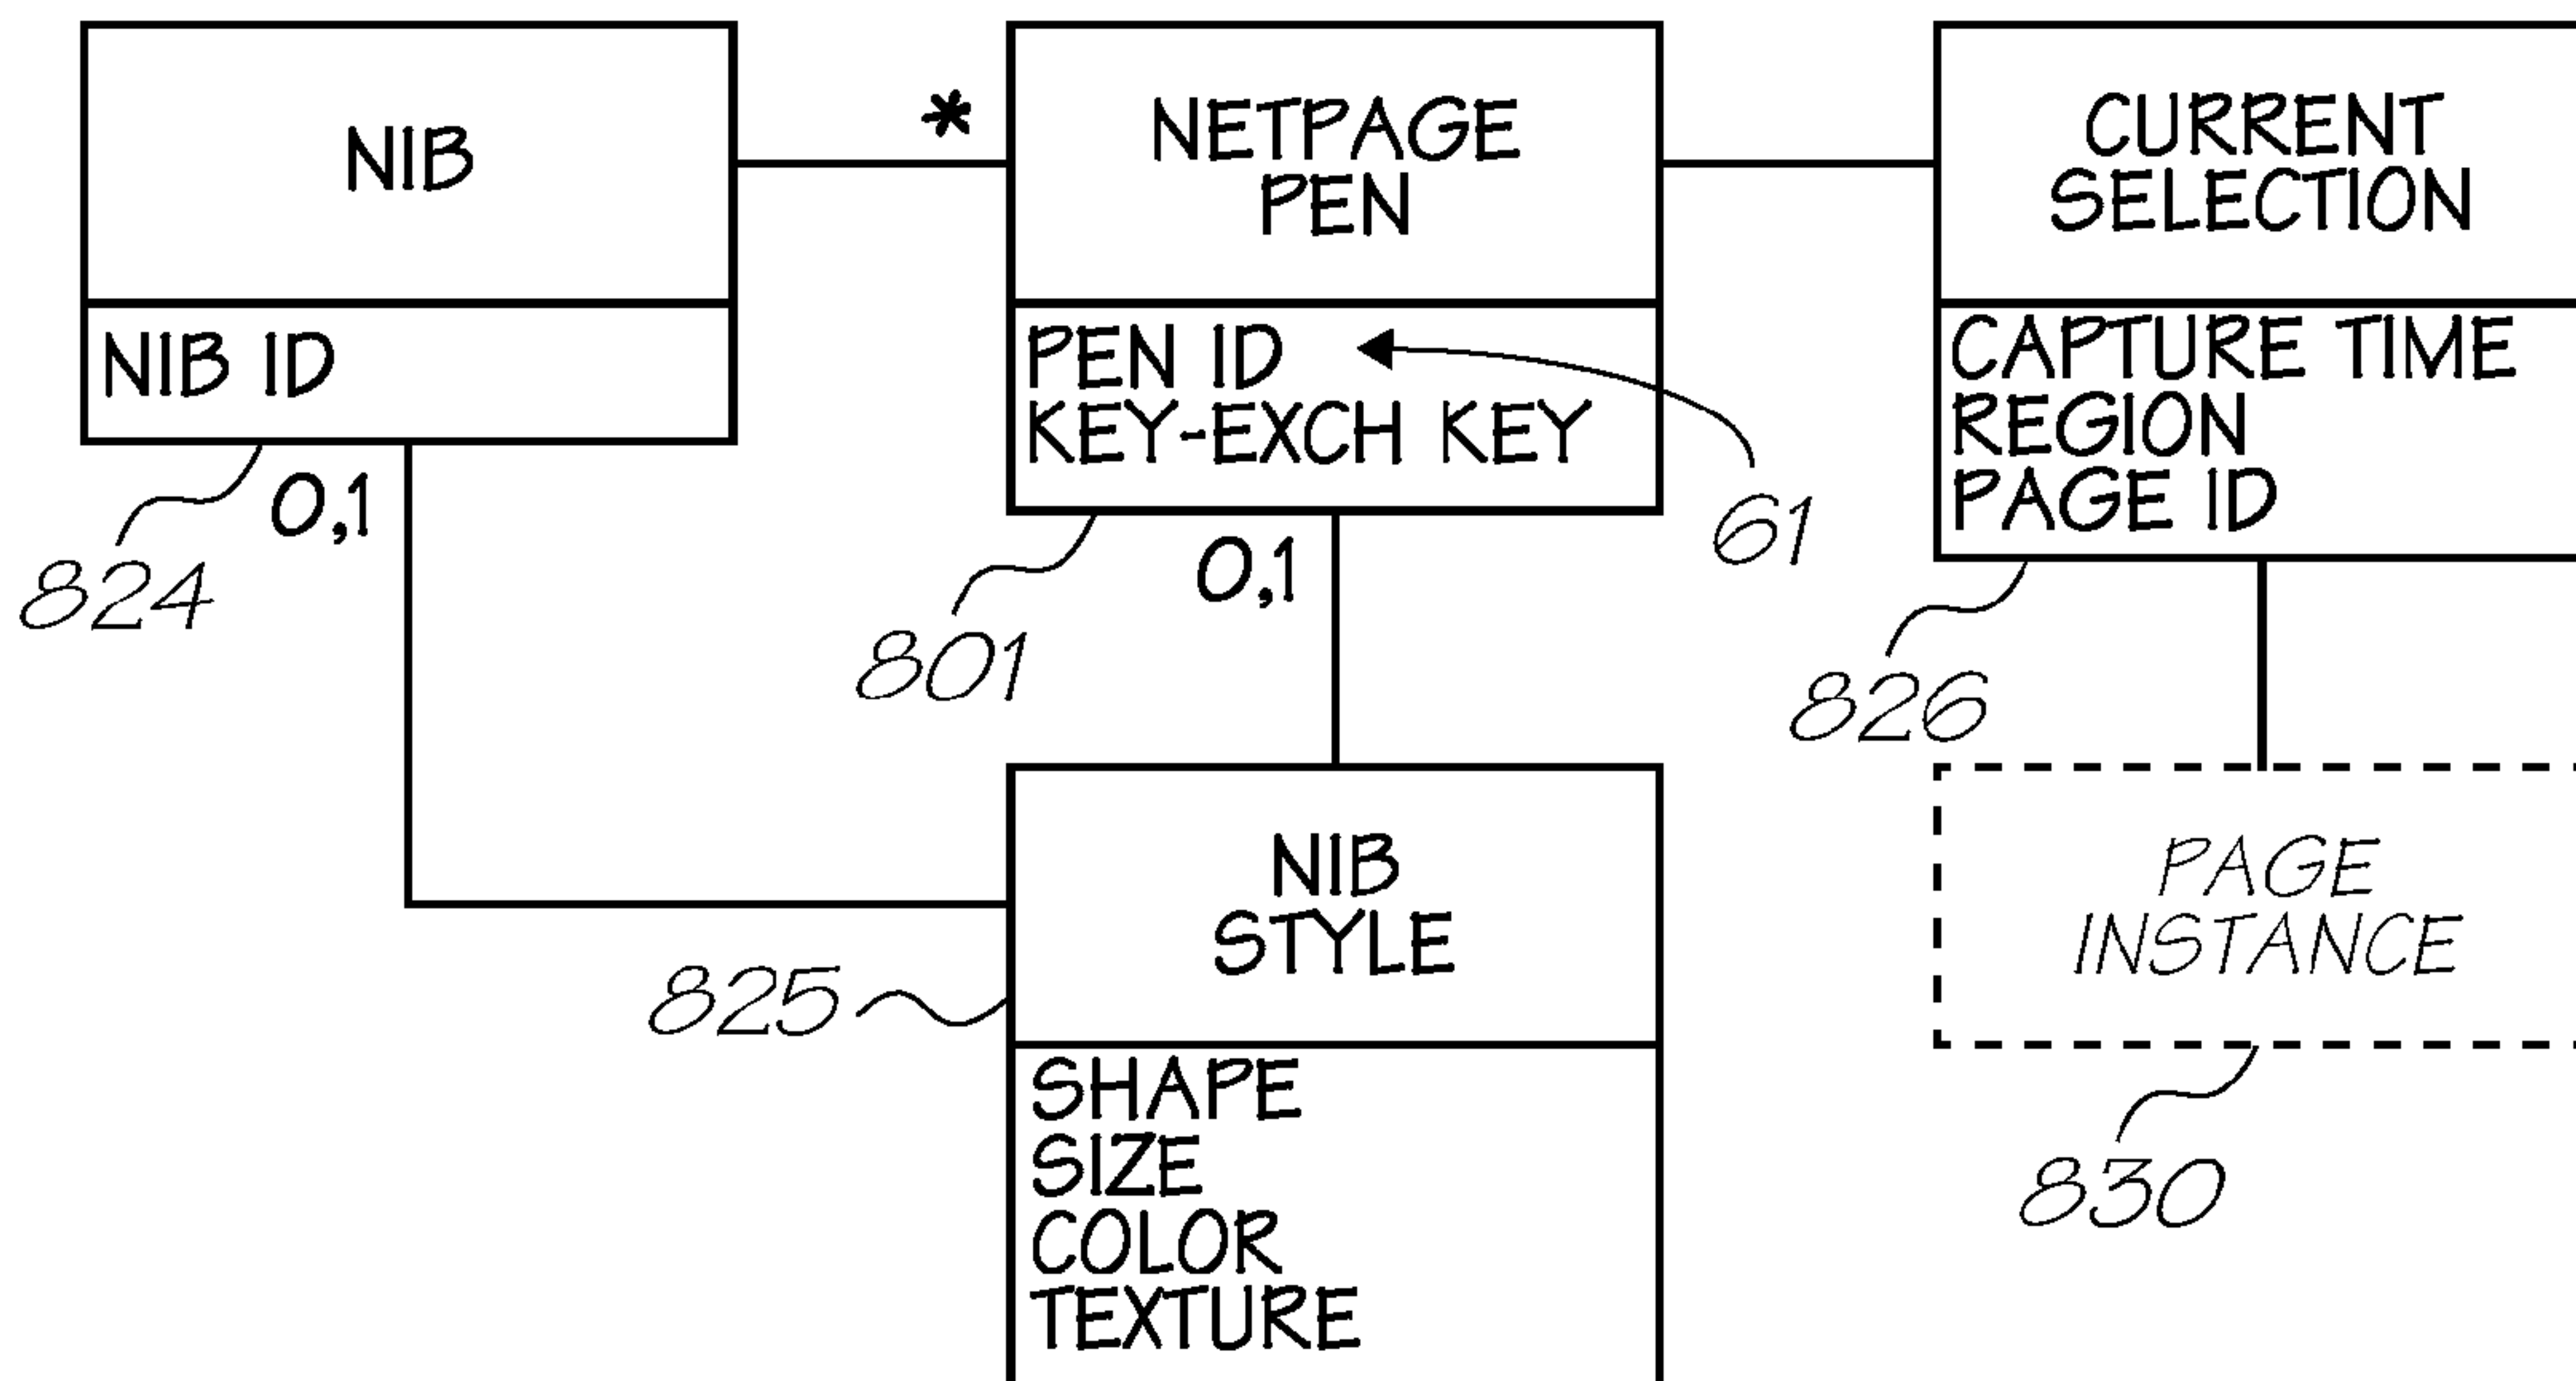 NIB
NIB ID
*
NETPAGE
PEN
PEN ID
KEY-EXCH KEY
CURRENT
SELECTION
CAPTURE TIME
REGION
PAGE ID
0,1
824
0,1
801
61
826
NIB
STYLE
825
SHAPE
SIZE
COLOR
TEXTURE
PAGE
INSTANCE
830